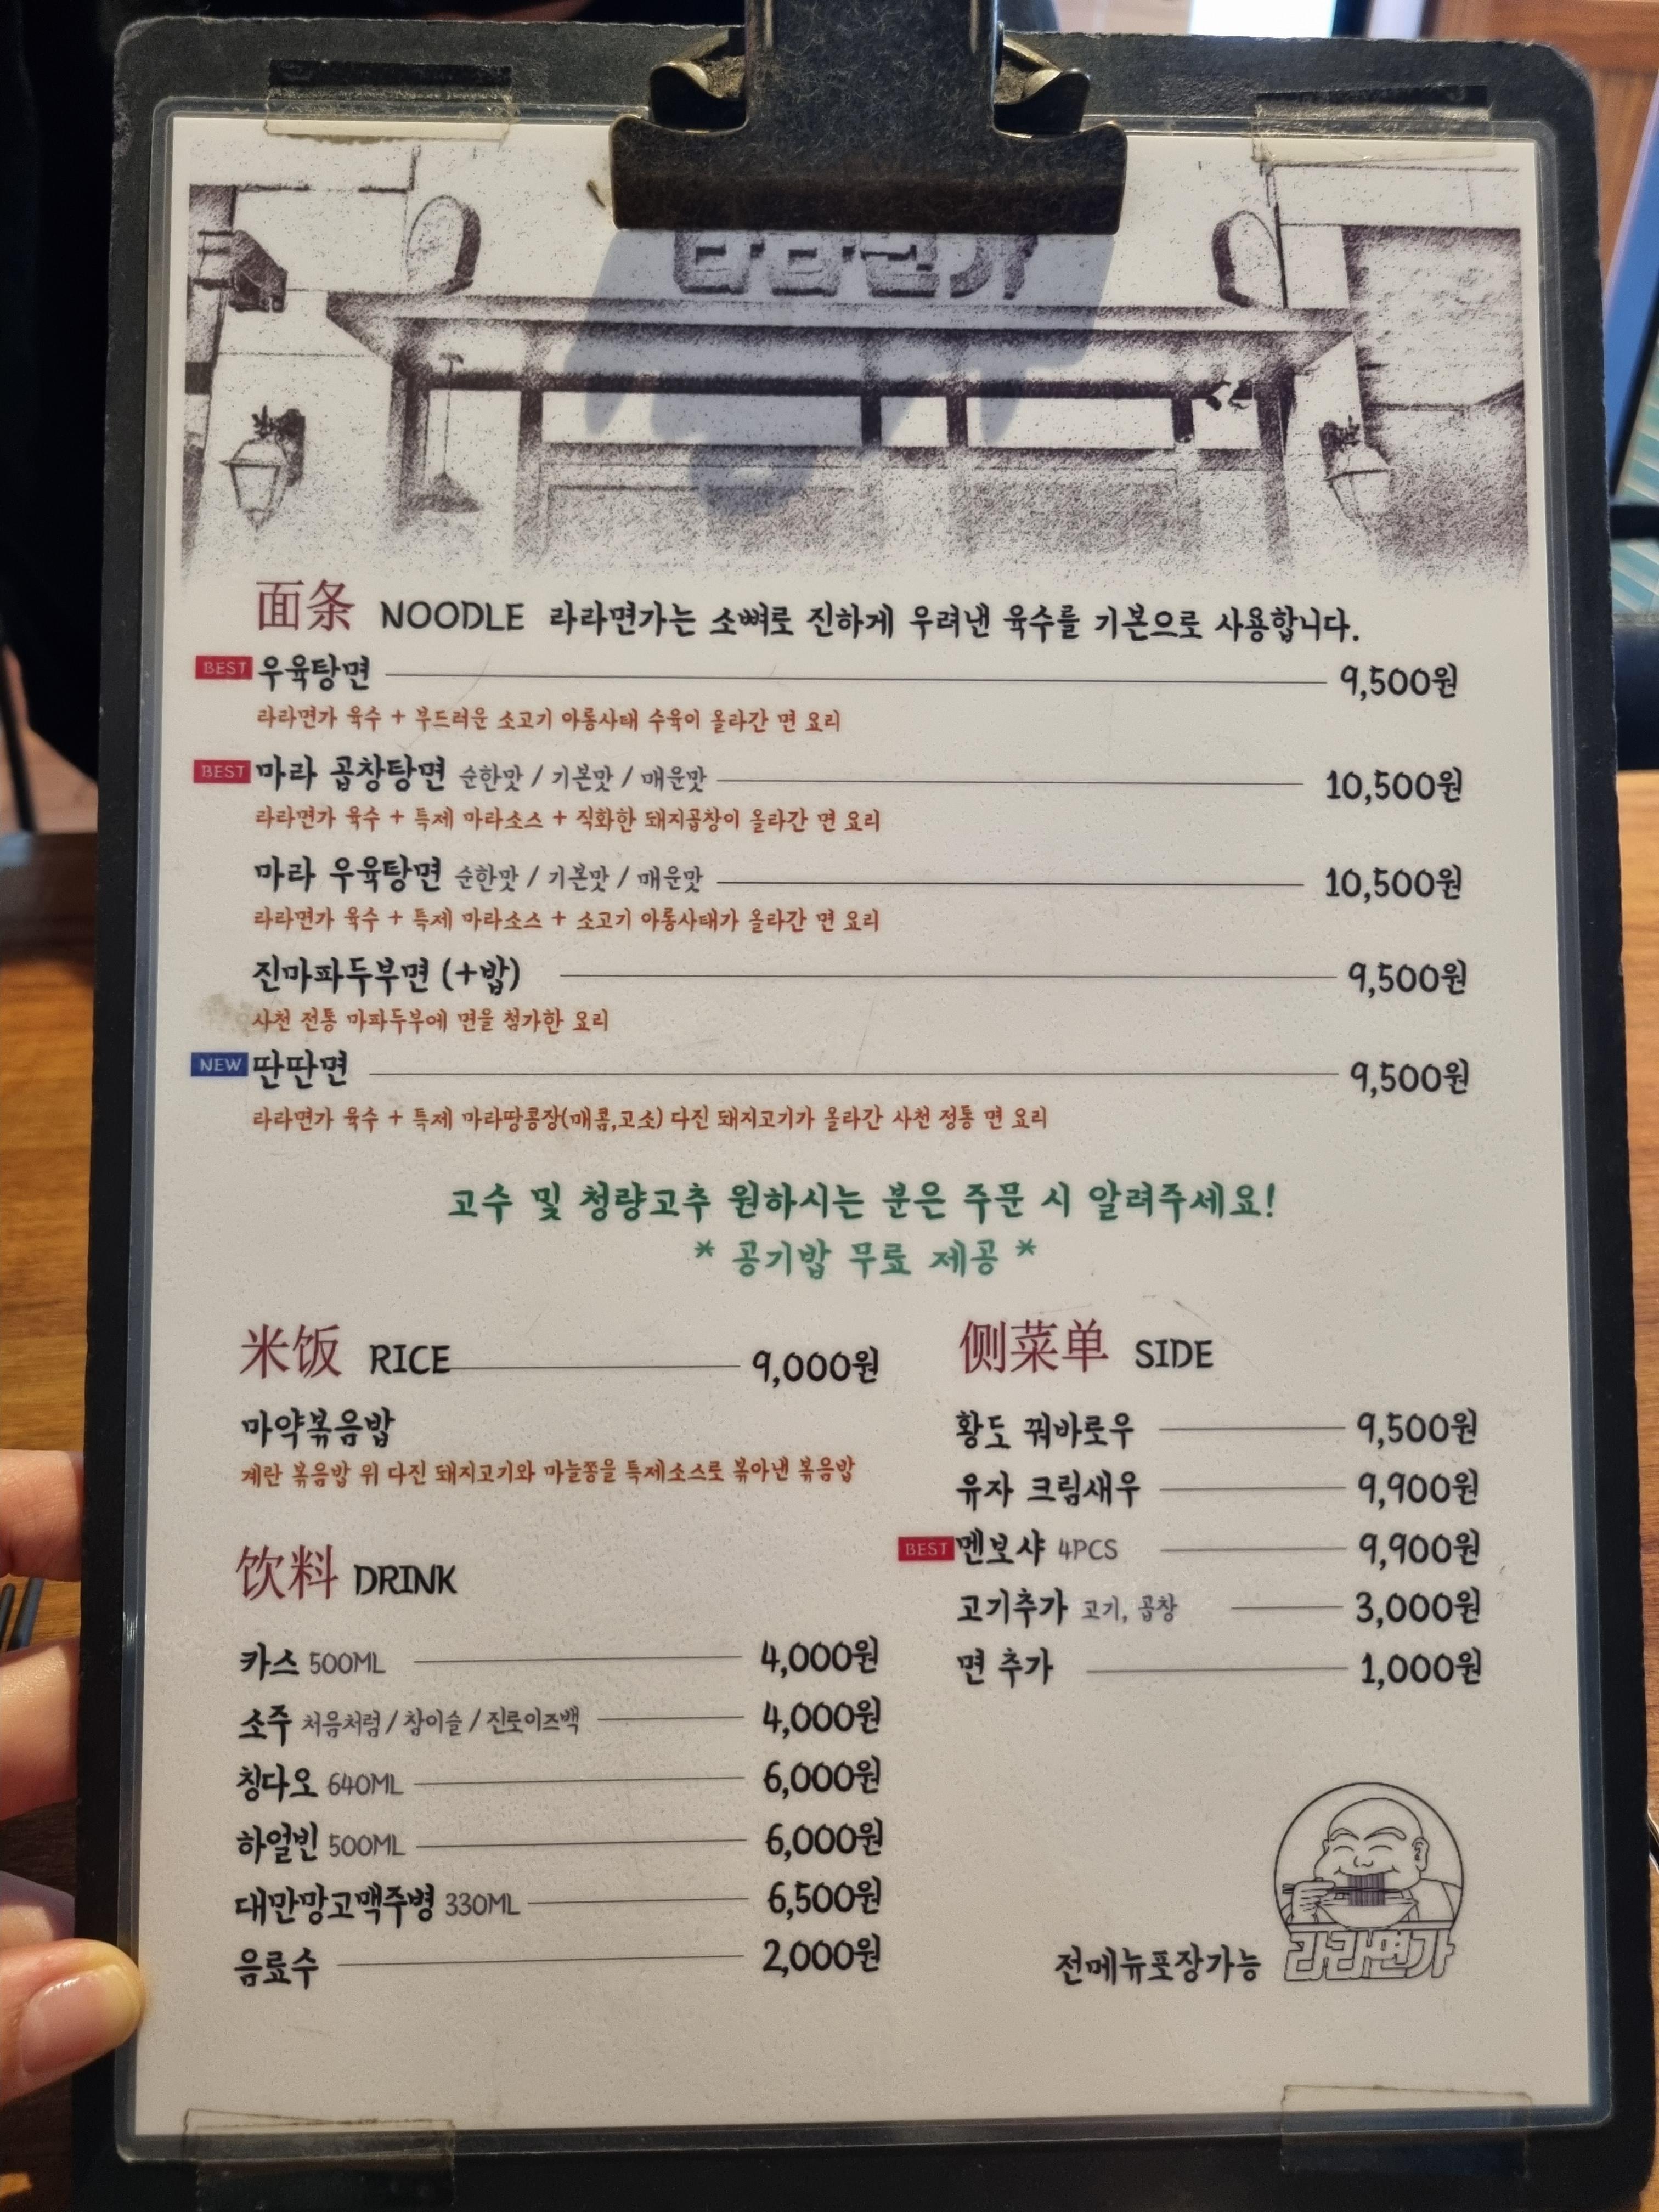 라라면가
面条 NOODLE 라라면가는 소뼈로 진하게 우려낸 육수를 기본으로 사용합니다.
BEST 우육탕면 9,500원
라라면가 육수 + 부드러운 소고기 아롱사태 수육이 올라간 면 요리
BEST 마라 곱창탕면 순한맛 / 기본맛 / 매운맛 10,500원
라라면가 육수 + 특제 마라소스 + 직화한 돼지곱창이 올라간 면 요리
마라 우육탕면 순한맛 / 기본맛 / 매운맛 10,500원
라라면가 육수 + 특제 마라소스 + 소고기 아롱사태가 올라간 면 요리
진마파두부면 (+밥) 9,500원
사천 전통 마파두부에 면을 첨가한 요리
NEW 딴딴면 9,500원
라라면가 육수 + 특제 마라땅콩장(매콤,고소) 다진 돼지고기가 올라간 사천 정통 면 요리
고수 및 청량고추 원하시는 분은 주문 시 알려주세요!
* 공기밥 무료 제공 *
米饭 RICE 9,000원
마약볶음밥
계란 볶음밥 위 다진 돼지고기와 마늘쫑을 특제소스로 볶아낸 볶음밥
饮料 DRINK
카스 500ML 4,000원
소주 처음처럼 / 참이슬 / 진로이즈백 4,000원
칭다오 640ML 6,000원
하얼빈 500ML 6,000원
대만망고맥주병 330ML 6,500원
음료수 2,000원
侧菜单 SIDE
황도 꿔바로우 9,500원
유자 크림새우 9,900원
BEST 멘보샤 4PCS 9,900원
고기추가 고기, 곱창 3,000원
면 추가 1,000원
전메뉴포장가능 라라면가